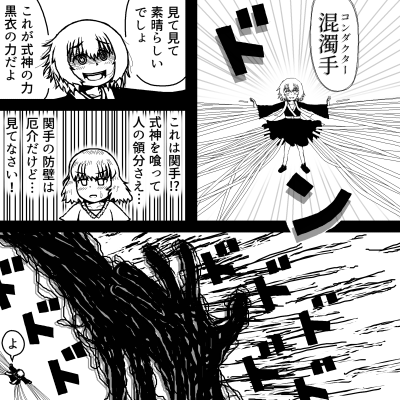 コンダクター
混濁手
ドーン
見て見て
素晴らしい
でしょ
これが式神の力
黒衣の力だよ
これは関手!?
式神を喰って
人の領分さえ…
関手の防壁は
厄介だけど…
見てなさい!
ド
ド
ド
ド
ド
ド
ド
よ